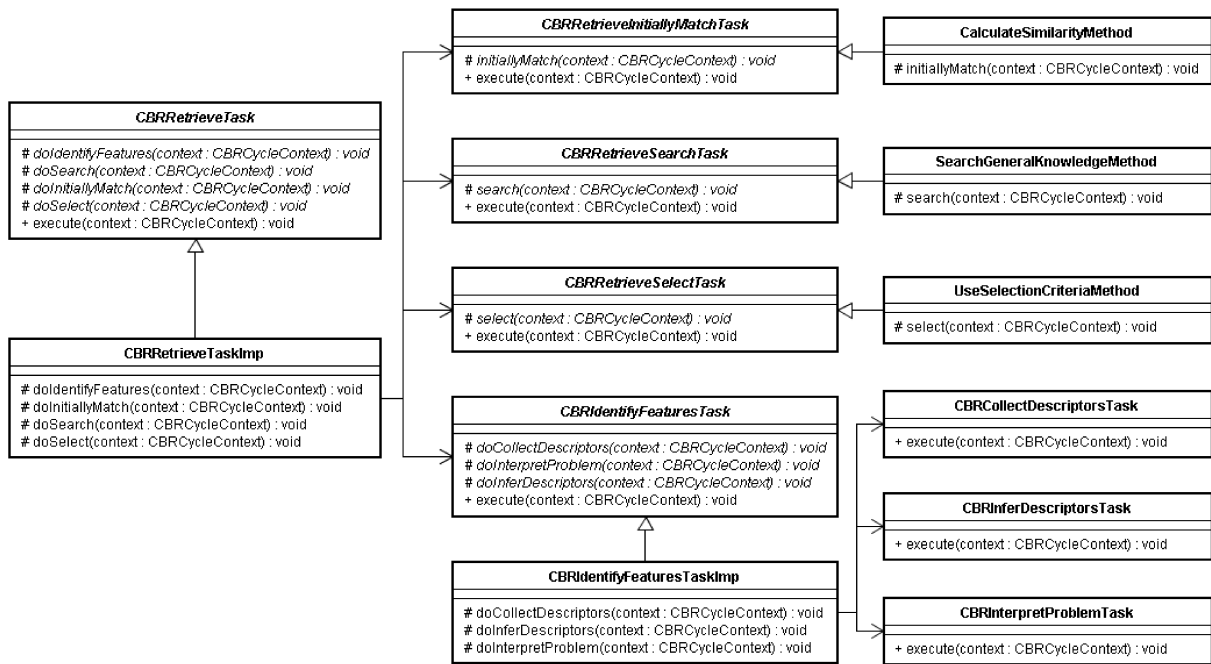 CBRRetrieveTask
# doIdentifyFeatures(context : CBRCycleContext) : void
# doSearch(context : CBRCycleContext) : void
# doInitiallyMatch(context : CBRCycleContext) : void
# doSelect(context : CBRCycleContext) : void
+ execute(context : CBRCycleContext) : void
CBRRetrieveTaskImp
# doIdentifyFeatures(context : CBRCycleContext) : void
# doInitiallyMatch(context : CBRCycleContext) : void
# doSearch(context : CBRCycleContext) : void
# doSelect(context : CBRCycleContext) : void
CBRRetrieveInitiallyMatchTask
# initiallyMatch(context : CBRCycleContext) : void
+ execute(context : CBRCycleContext) : void
CBRRetrieveSearchTask
# search(context : CBRCycleContext) : void
+ execute(context : CBRCycleContext) : void
CBRRetrieveSelectTask
# select(context : CBRCycleContext) : void
+ execute(context : CBRCycleContext) : void
CBRIdentifyFeaturesTask
# doCollectDescriptors(context : CBRCycleContext) : void
# doInterpretProblem(context : CBRCycleContext) : void
# doInferDescriptors(context : CBRCycleContext) : void
+ execute(context : CBRCycleContext) : void
CBRIdentifyFeaturesTaskImp
# doCollectDescriptors(context : CBRCycleContext) : void
# doInferDescriptors(context : CBRCycleContext) : void
# doInterpretProblem(context : CBRCycleContext) : void
CalculateSimilarityMethod
# initiallyMatch(context : CBRCycleContext) : void
SearchGeneralKnowledgeMethod
# search(context : CBRCycleContext) : void
UseSelectionCriteriaMethod
# select(context : CBRCycleContext) : void
CBRCollectDescriptorsTask
+ execute(context : CBRCycleContext) : void
CBRInferDescriptorsTask
+ execute(context : CBRCycleContext) : void
CBRInterpretProblemTask
+ execute(context : CBRCycleContext) : void